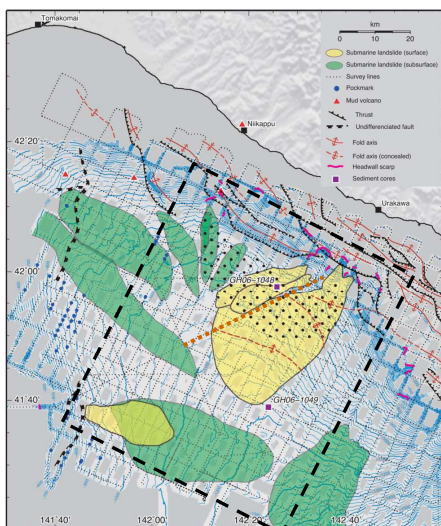 Tomakomai
km
0 10 20
Submarine landslide (surface)
Submarine landslide (subsurface)
Survey lines
Pockmark
Mud volcano
Thrust
Undifferenciated fault
Fold axis
Fold axis (concealed)
Headwall scarp
Sediment cores
Niikappu
42°20'
Urakawa
42°00'
GH06-1048
41°40'
GH06-1049
141°40' 142°00' 142°20' 142°40'